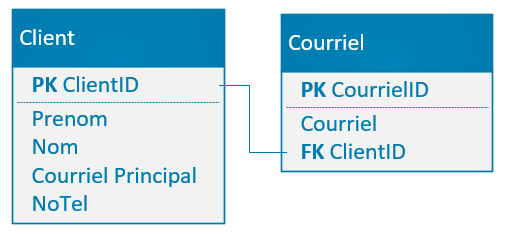 Client
PK ClientID
Prenom
Nom
Courriel Principal
NoTel
Courriel
PK CourrielID
Courriel
FK ClientID